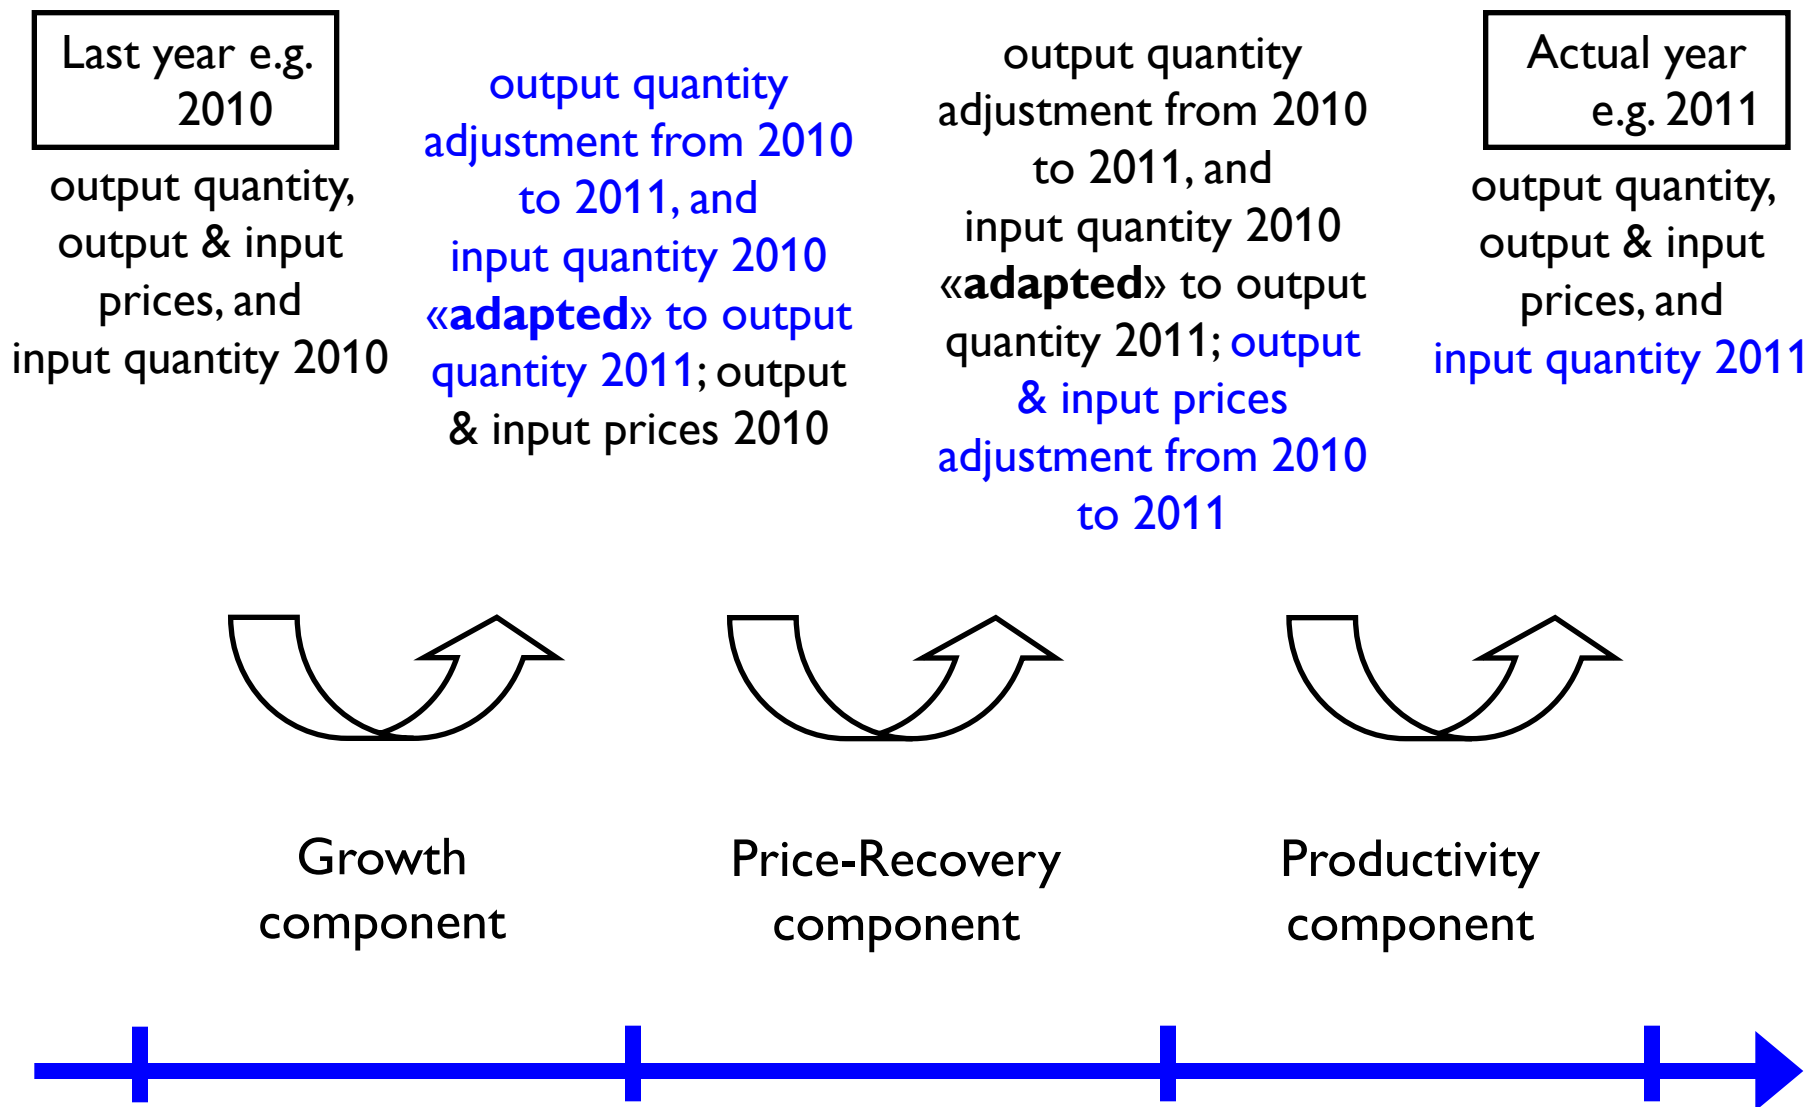 Last year e.g.
2010
output quantity,
output & input
prices, and
input quantity 2010
output quantity
adjustment from 2010
to 2011, and
input quantity 2010
«adapted» to output
quantity 2011; output
& input prices 2010
output quantity
adjustment from 2010
to 2011, and
input quantity 2010
«adapted» to output
quantity 2011; output
& input prices
adjustment from 2010
to 2011
Actual year
e.g. 2011
output quantity,
output & input
prices, and
input quantity 2011
Growth
component
Price-Recovery
component
Productivity
component